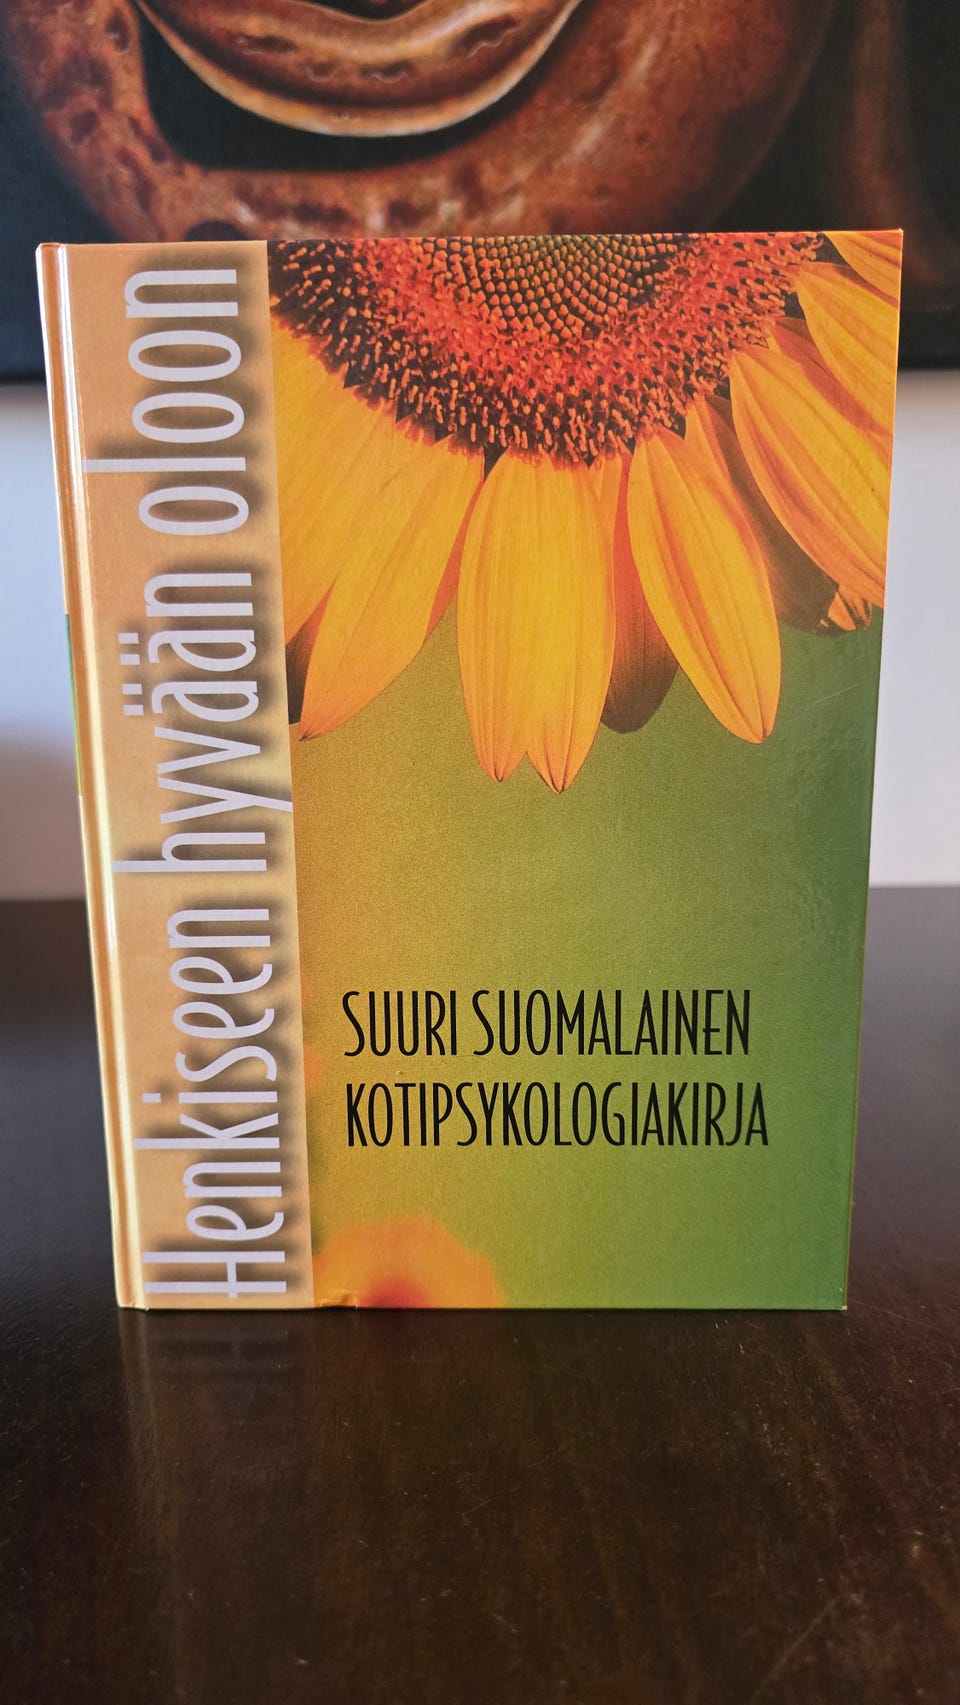 Henkiseen hyvään oloon
SUURI SUOMALAINEN
KOTIPSYKOLOGIAKIRJA